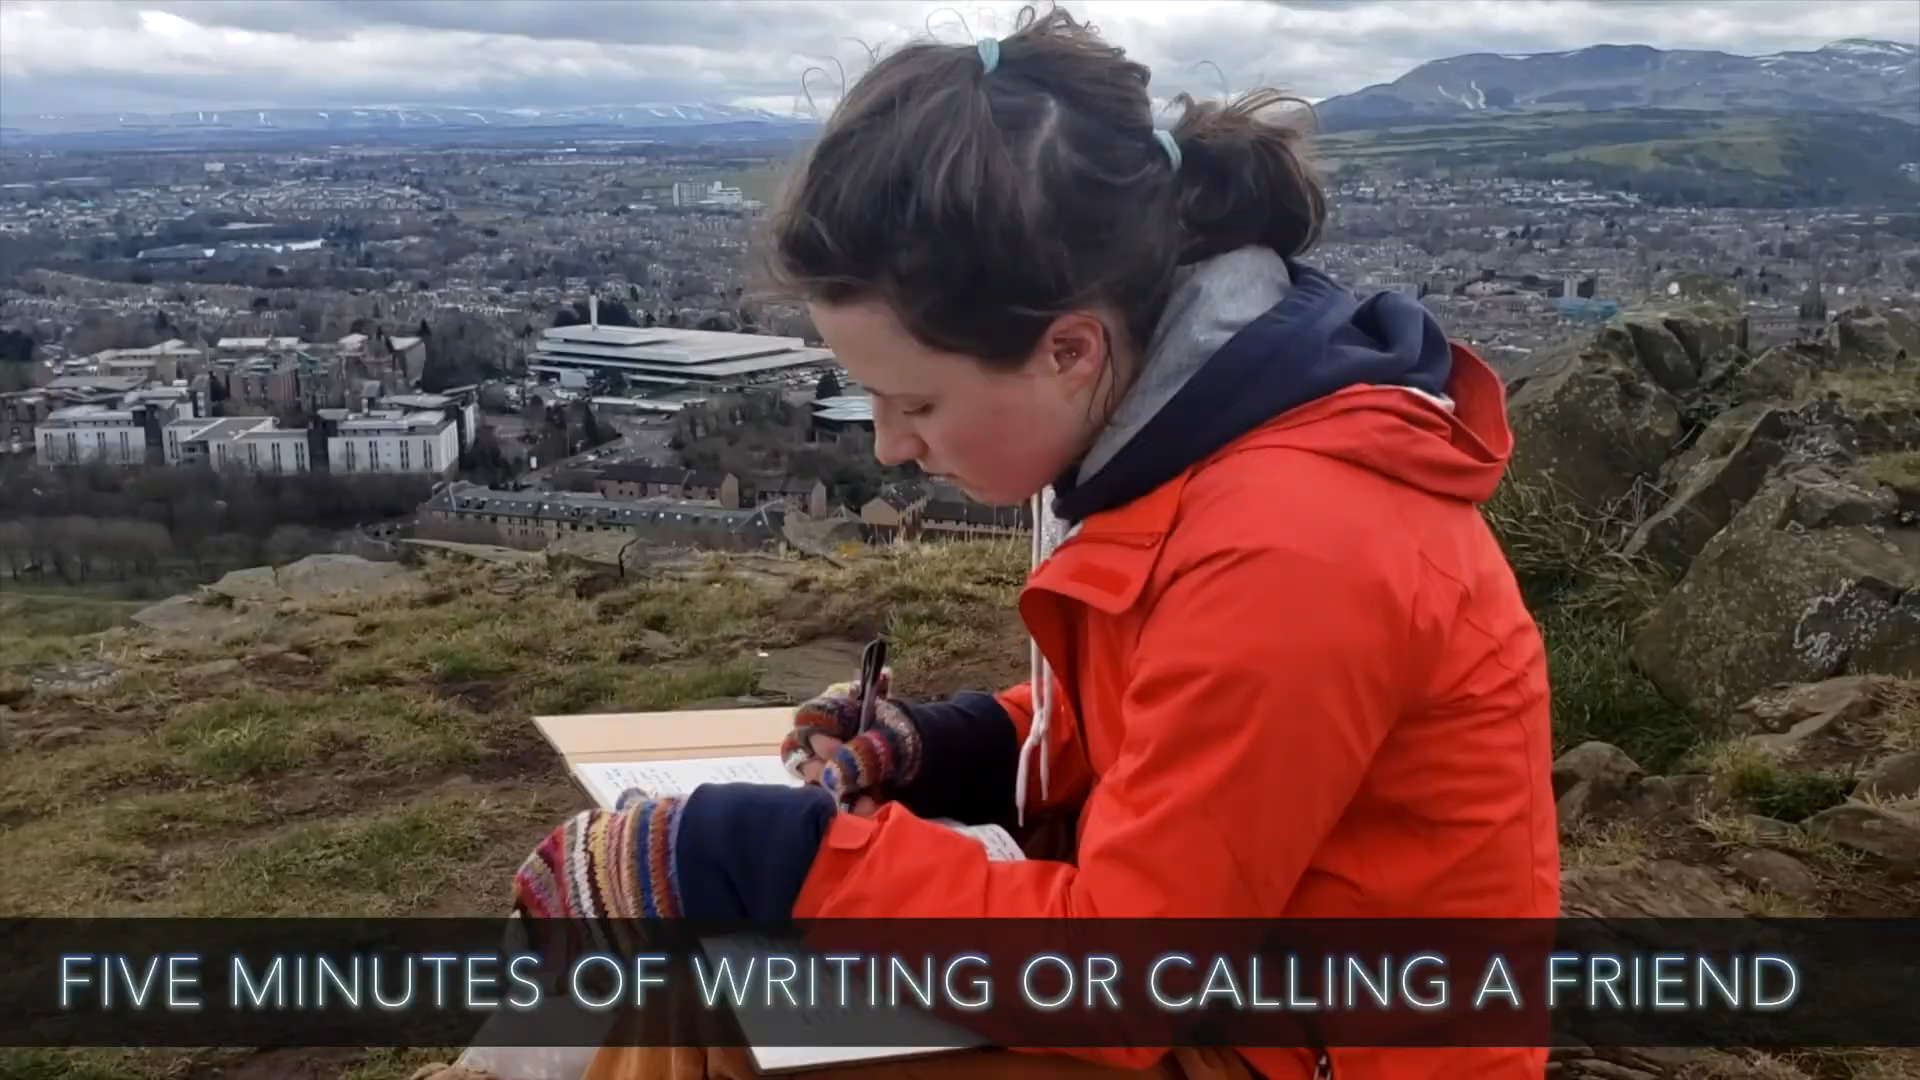 FIVE MINUTES OF WRITING OR CALLING A FRIEND